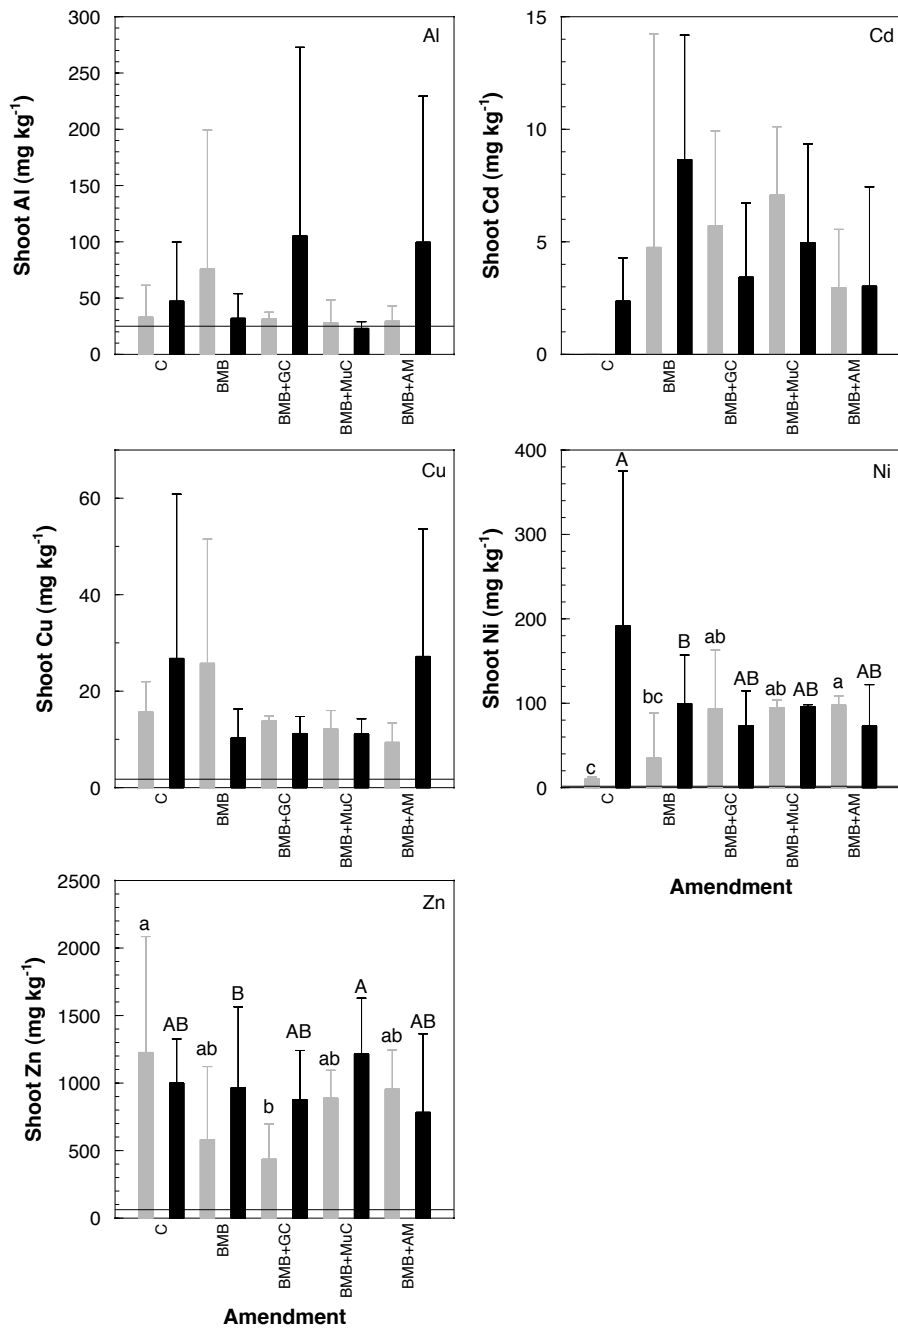 300
250
200
150
100
50
0
Shoot Al (mg kg⁻¹)
Al
C
BMB
BMB+GC
BMB+MuC
BMB+AM
15
10
5
0
Shoot Cd (mg kg⁻¹)
Cd
C
BMB
BMB+GC
BMB+MuC
BMB+AM
60
40
20
0
Shoot Cu (mg kg⁻¹)
Cu
C
BMB
BMB+GC
BMB+MuC
BMB+AM
400
300
200
100
0
Shoot Ni (mg kg⁻¹)
Ni
c
A
bc
B
ab
AB
ab
AB
a
AB
C
BMB
BMB+GC
BMB+MuC
BMB+AM
Amendment
2500
2000
1500
1000
500
0
Shoot Zn (mg kg⁻¹)
Zn
a
AB
ab
B
b
AB
ab
A
ab
AB
C
BMB
BMB+GC
BMB+MuC
BMB+AM
Amendment